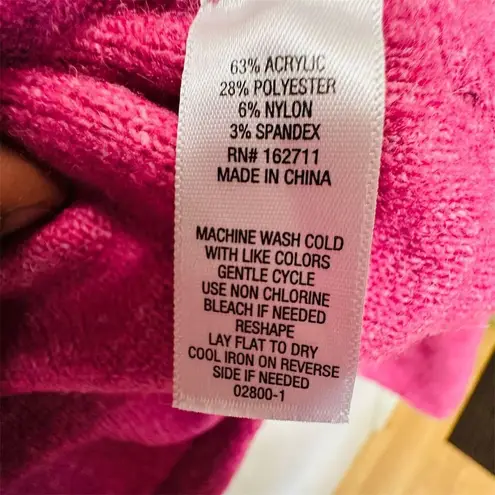 63% ACRYLIC
28% POLYESTER
6% NYLON
3% SPANDEX
RN# 162711
MADE IN CHINA
MACHINE WASH COLD
WITH LIKE COLORS
GENTLE CYCLE
USE NON CHLORINE
BLEACH IF NEEDED
RESHAPE
LAY FLAT TO DRY
COOL IRON ON REVERSE
SIDE IF NEEDED
02800-1